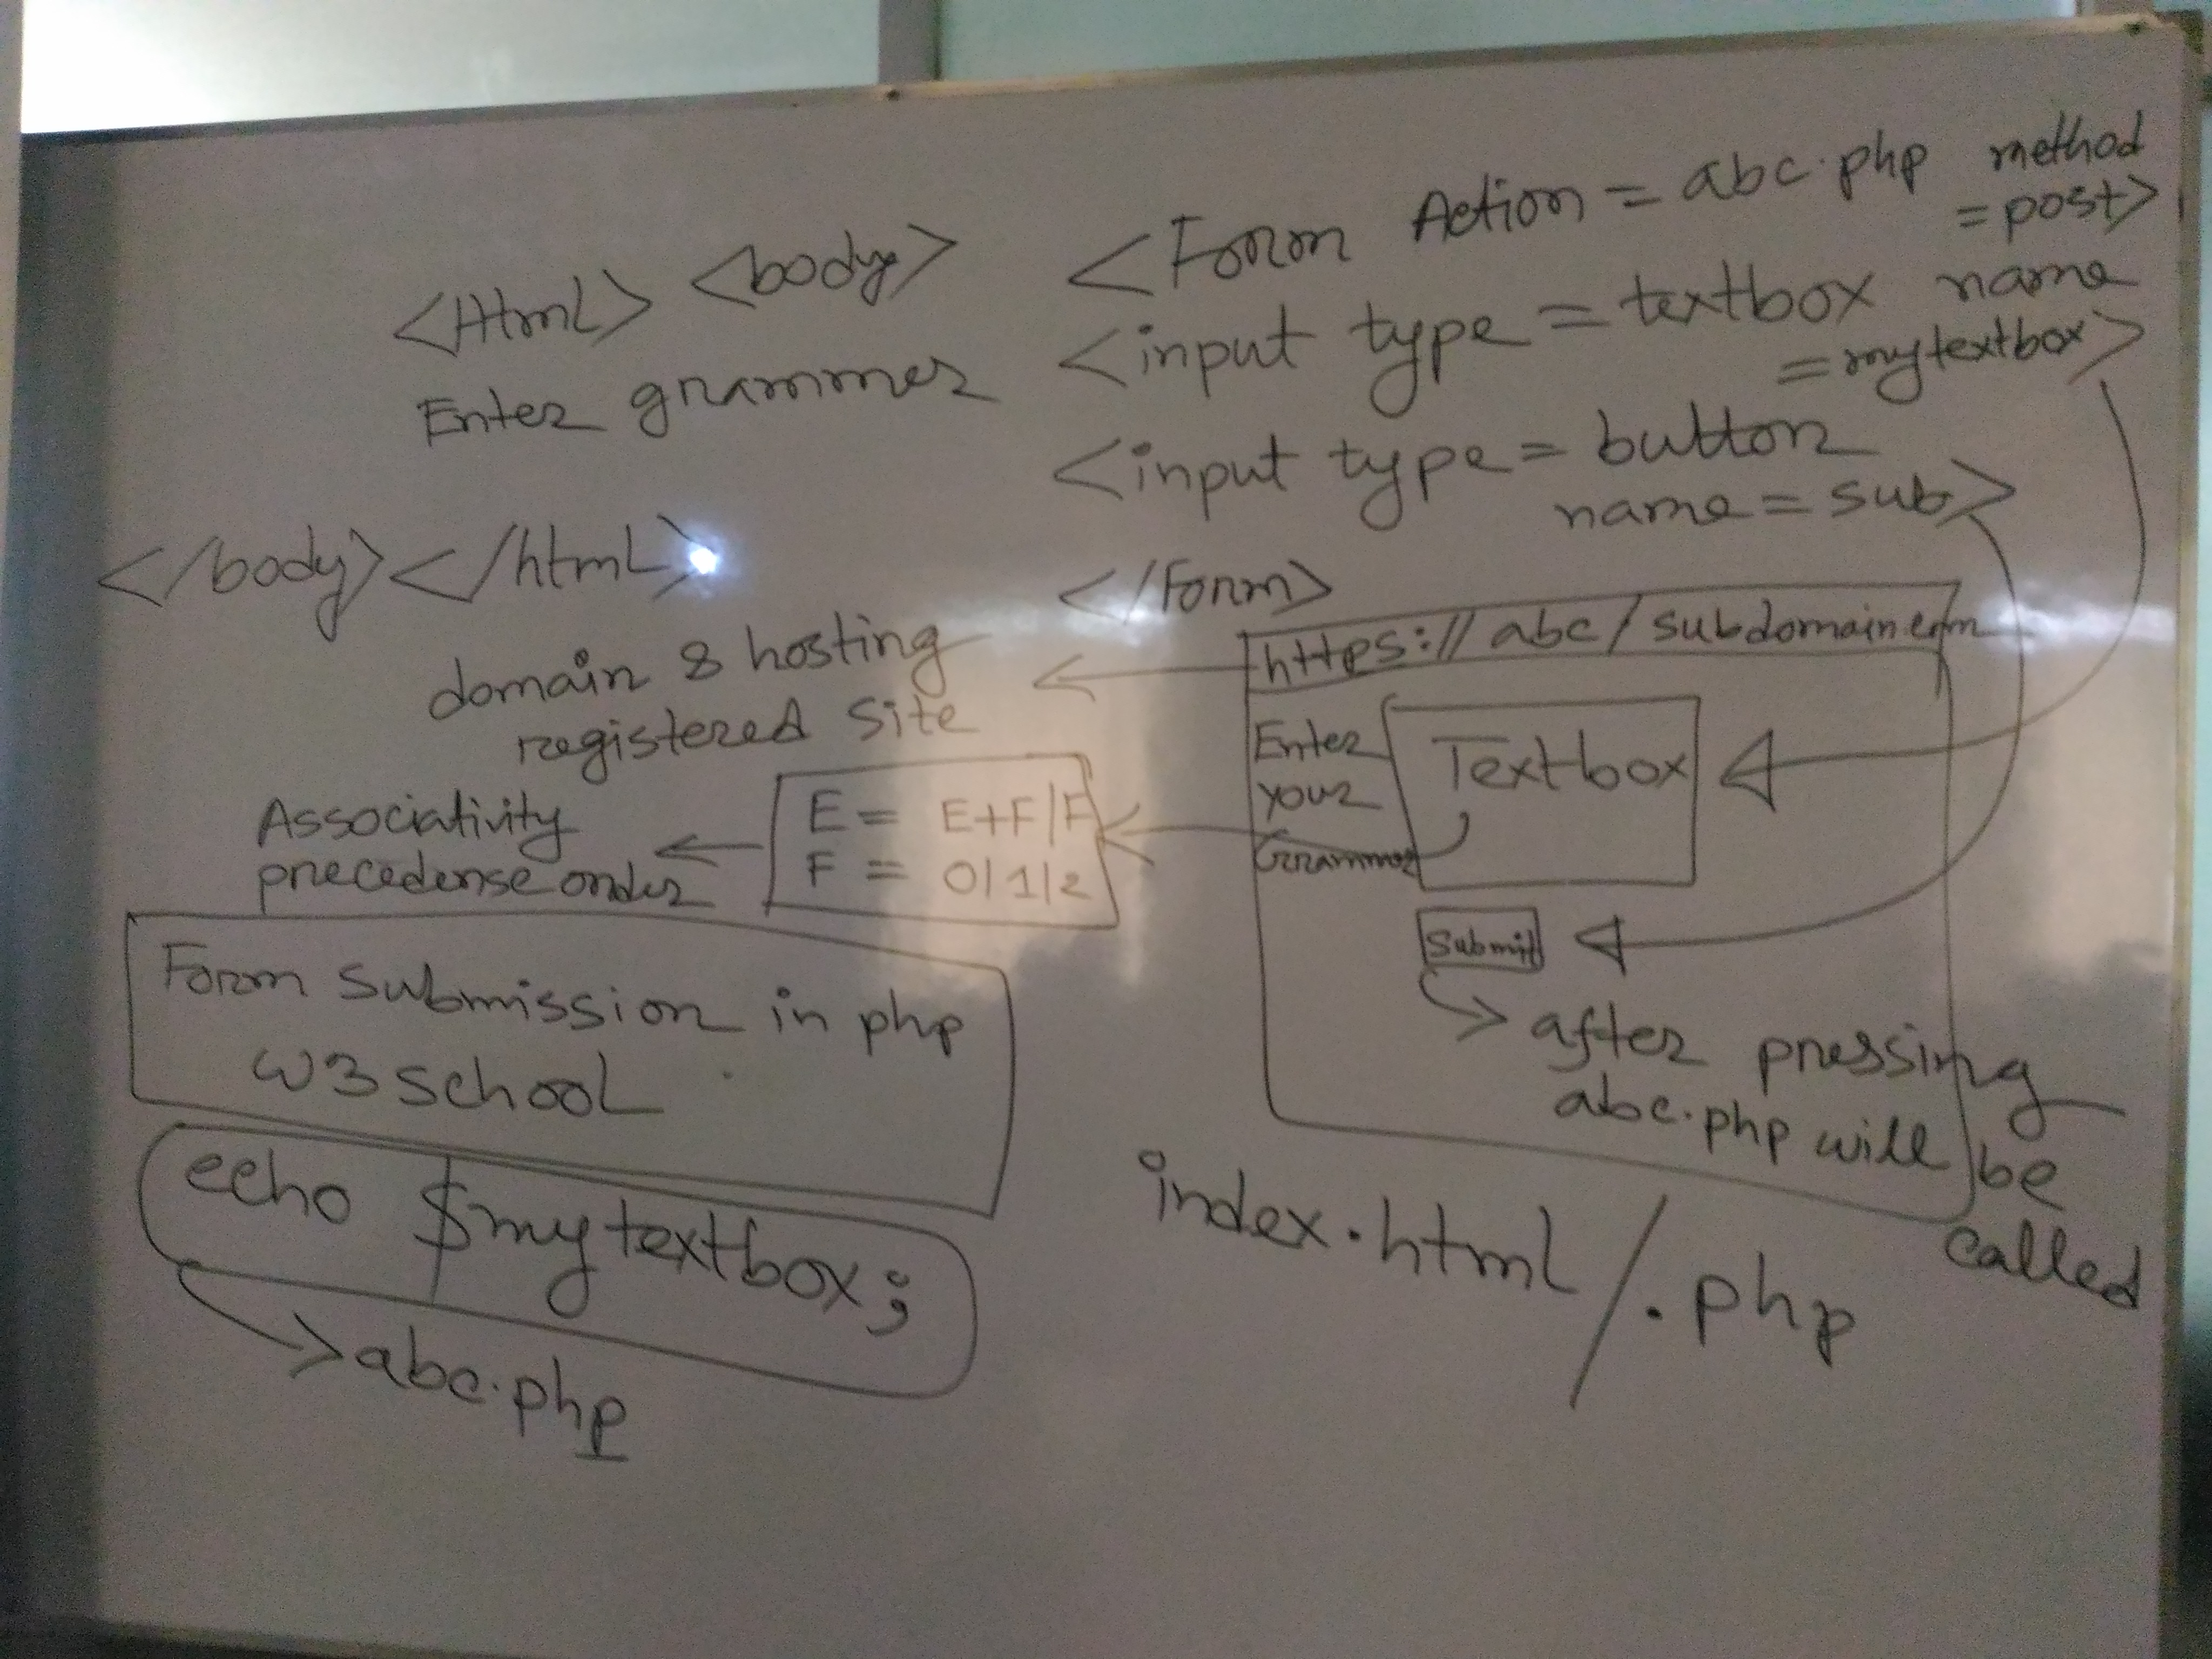 <Html> <body>
Enter grammer
</body></html>
<Form Action = abc.php method
= post>
<input type = textbox name
= mytextbox>
<input type = button
name = sub>
</Form>
domain & hosting
registered site
https://abc/subdomain.com
Enter
your
Grammer
Textbox
Submit
after pressing
abc.php will be
called
E = E+F|F
F = 0|1|2
Associativity
precedense order
Form submission in php
w3school
echo $mytextbox;
abc.php
index.html/.php